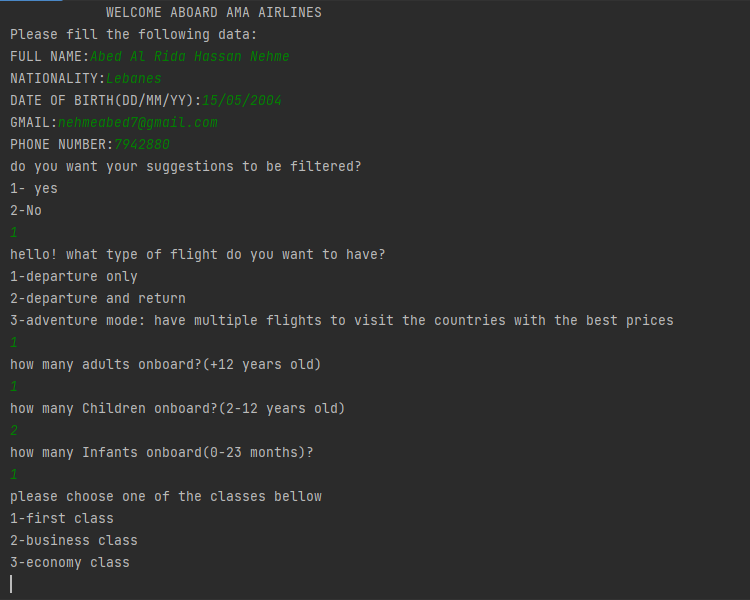 WELCOME ABOARD AMA AIRLINES
Please fill the following data:
FULL NAME:Abed Al Rida Hassan Nehme
NATIONALITY:Lebanes
DATE OF BIRTH(DD/MM/YY):15/05/2004
GMAIL:nehmeabed7@gmail.com
PHONE NUMBER:7942880
do you want your suggestions to be filtered?
1- yes
2-No
1
hello! what type of flight do you want to have?
1-departure only
2-departure and return
3-adventure mode: have multiple flights to visit the countries with the best prices
1
how many adults onboard?(+12 years old)
1
how many Children onboard?(2-12 years old)
2
how many Infants onboard(0-23 months)?
1
please choose one of the classes bellow
1-first class
2-business class
3-economy class